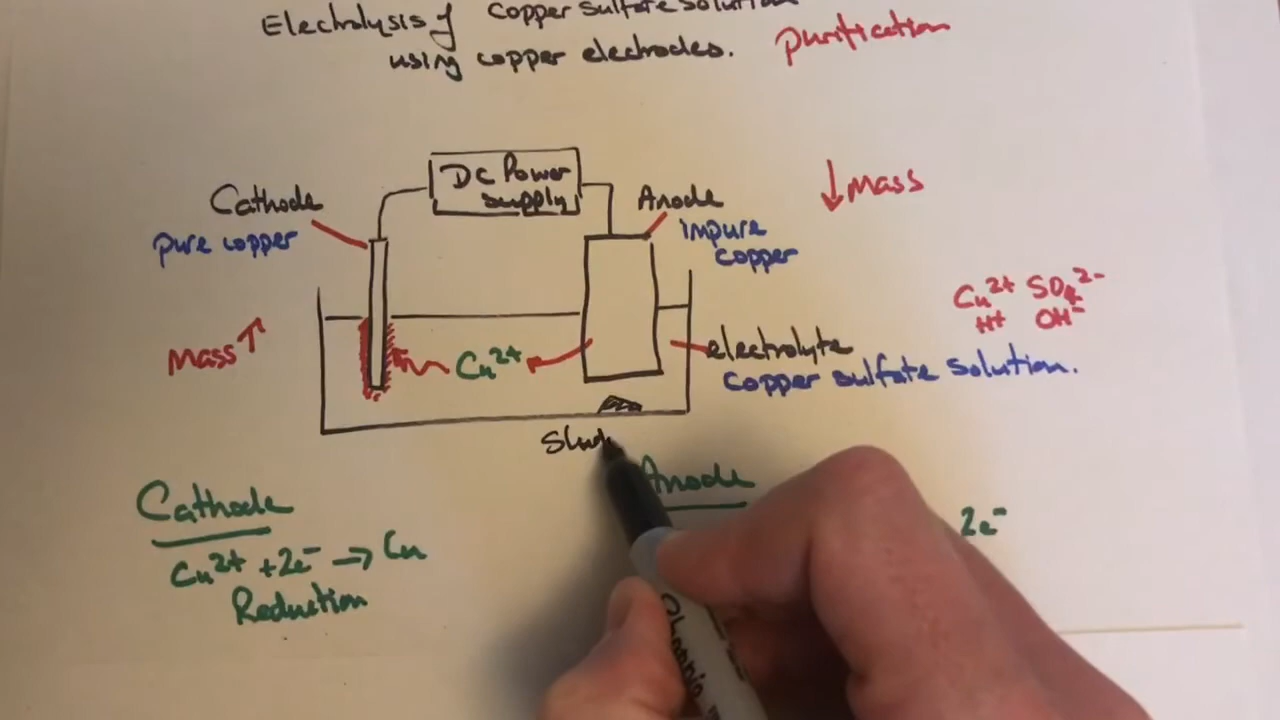 Electrolysis of copper sulfate solution
using copper electrodes. purification
DC Power
supply
Cathode
pure copper
Anode
impure
copper
↓ Mass
Mass ↑
Cu²⁺
Cu²⁺ SO₄²⁻
H⁺ OH⁻
electrolyte
copper sulfate solution.
Slud
Cathode
Cu²⁺ + 2e⁻ → Cu
Reduction
Anode
2e⁻